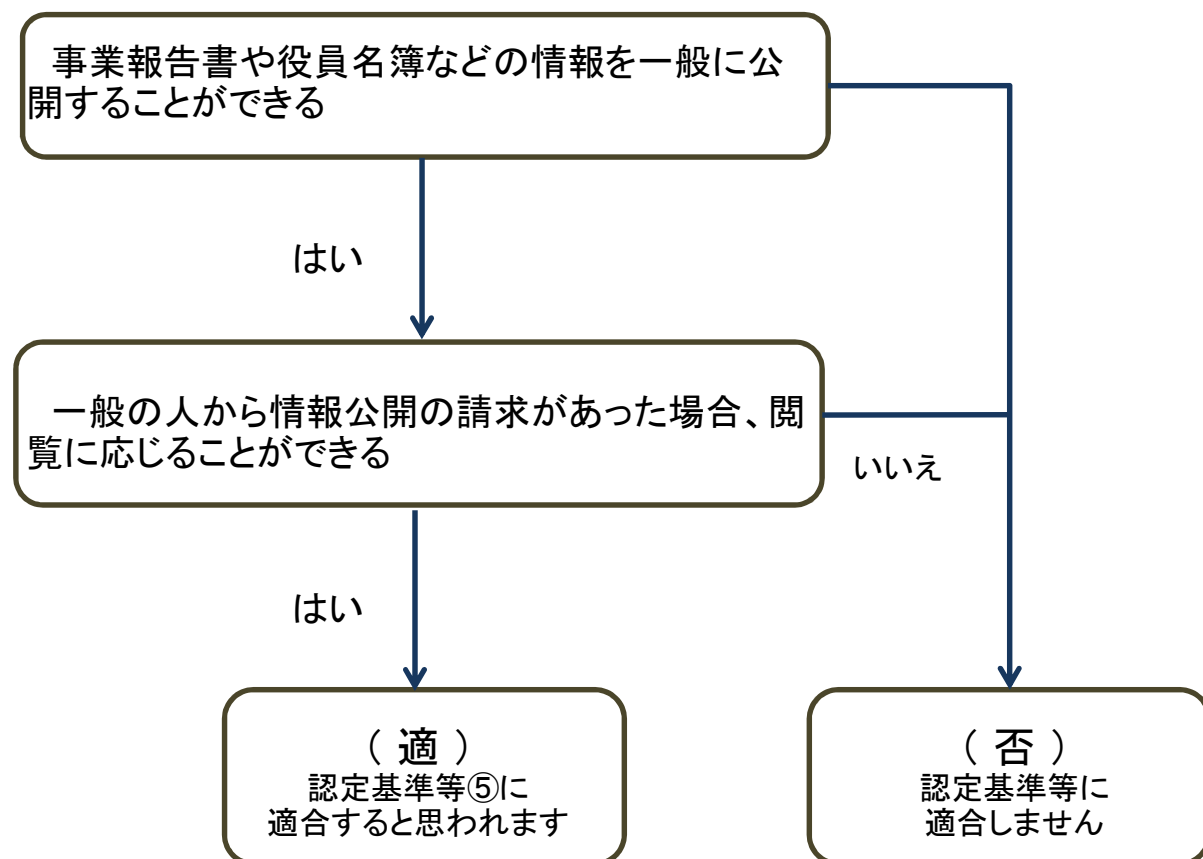 事業報告書や役員名簿などの情報を一般に公
開することができる
はい
一般の人から情報公開の請求があった場合、閲
覧に応じることができる
いいえ
はい
（ 適 ）
認定基準等⑤に
適合すると思われます
（ 否 ）
認定基準等に
適合しません